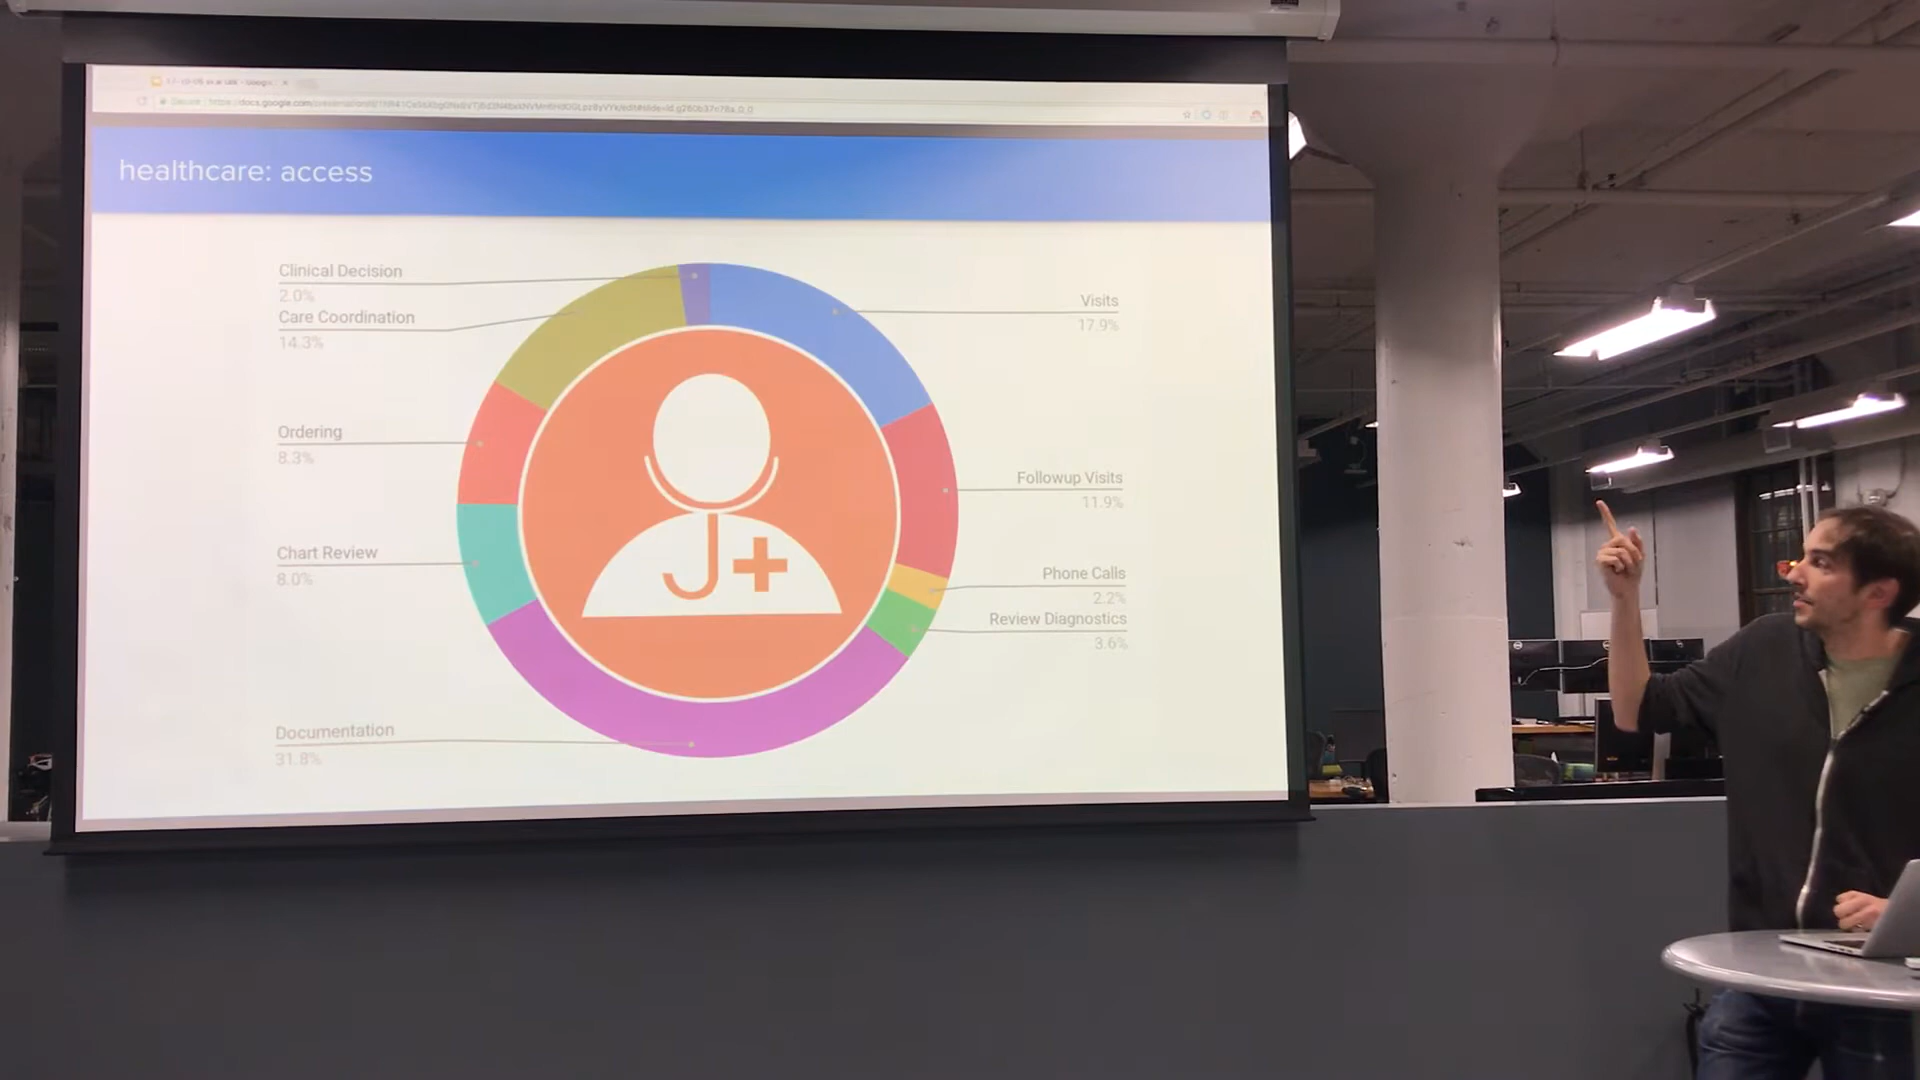 Secure
healthcare: access
Clinical Decision
2.0%
Care Coordination
14.3%
Ordering
8.3%
Chart Review
8.0%
Documentation
31.8%
Visits
17.9%
Followup Visits
11.9%
Phone Calls
2.2%
Review Diagnostics
3.6%